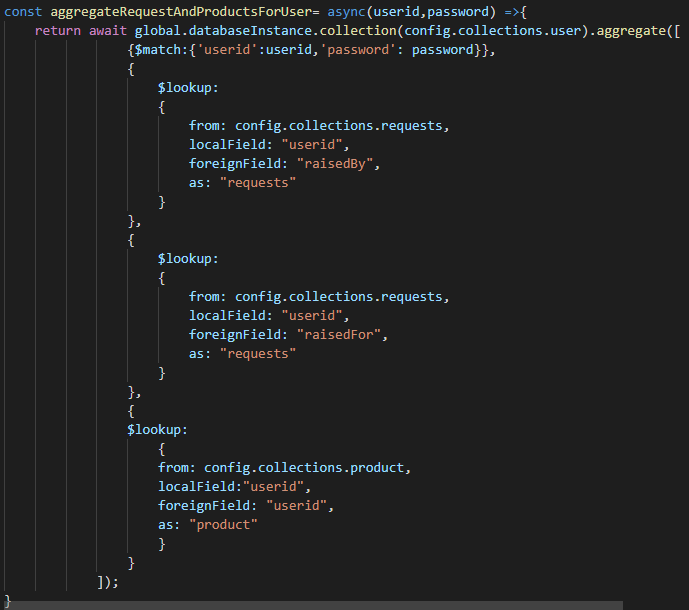 const aggregateRequestAndProductsForUser= async(userid,password) =>{
return await global.databaseInstance.collection(config.collections.user).aggregate([
{$match:{'userid':userid,'password': password}},
{
$lookup:
{
from: config.collections.requests,
localField: "userid",
foreignField: "raisedBy",
as: "requests"
}
},
{
$lookup:
{
from: config.collections.requests,
localField: "userid",
foreignField: "raisedFor",
as: "requests"
}
},
{
$lookup:
{
from: config.collections.product,
localField:"userid",
foreignField: "userid",
as: "product"
}
}
]);
}